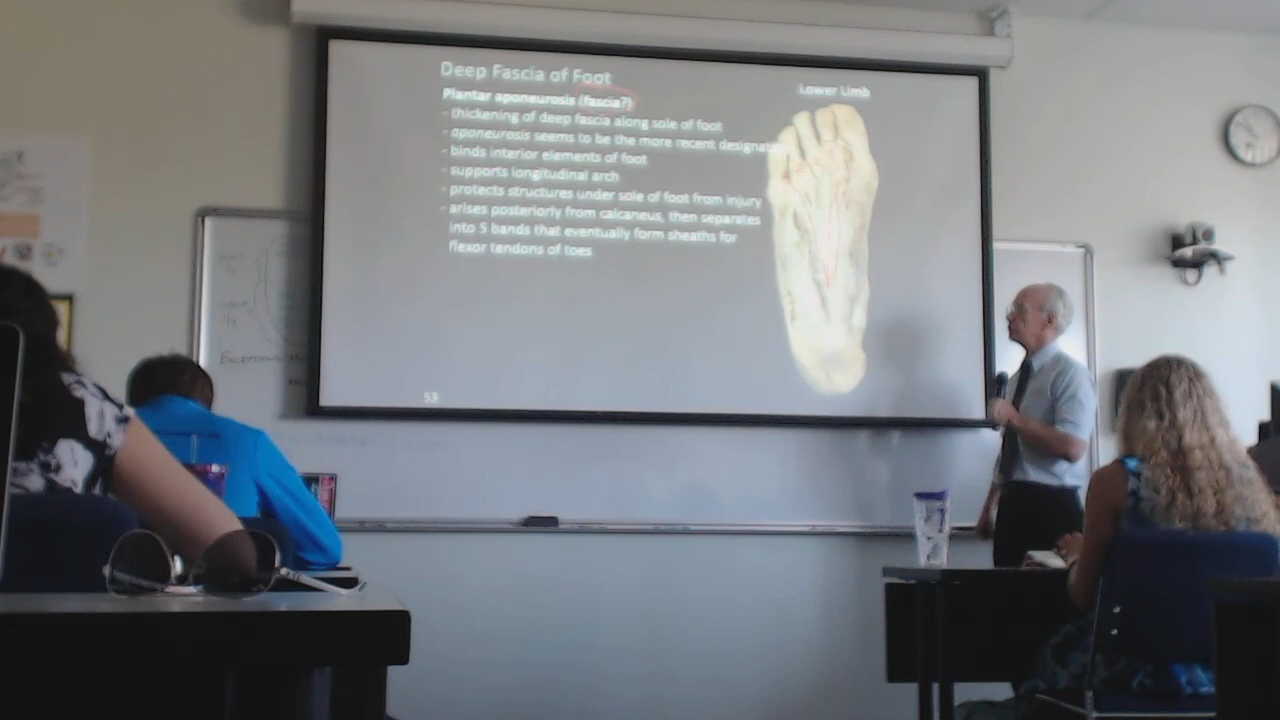 Deep Fascia of Foot
Lower Limb
Plantar aponeurosis (fascia?)
- thickening of deep fascia along sole of foot
- aponeurosis seems to be the more recent
- binds interior elements of foot
- supports longitudinal arch
- protects structures under sole of foot from injury
- arises posteriorly from calcaneus, then separates
into 5 bands that eventually form sheaths for
flexor tendons of toes
53